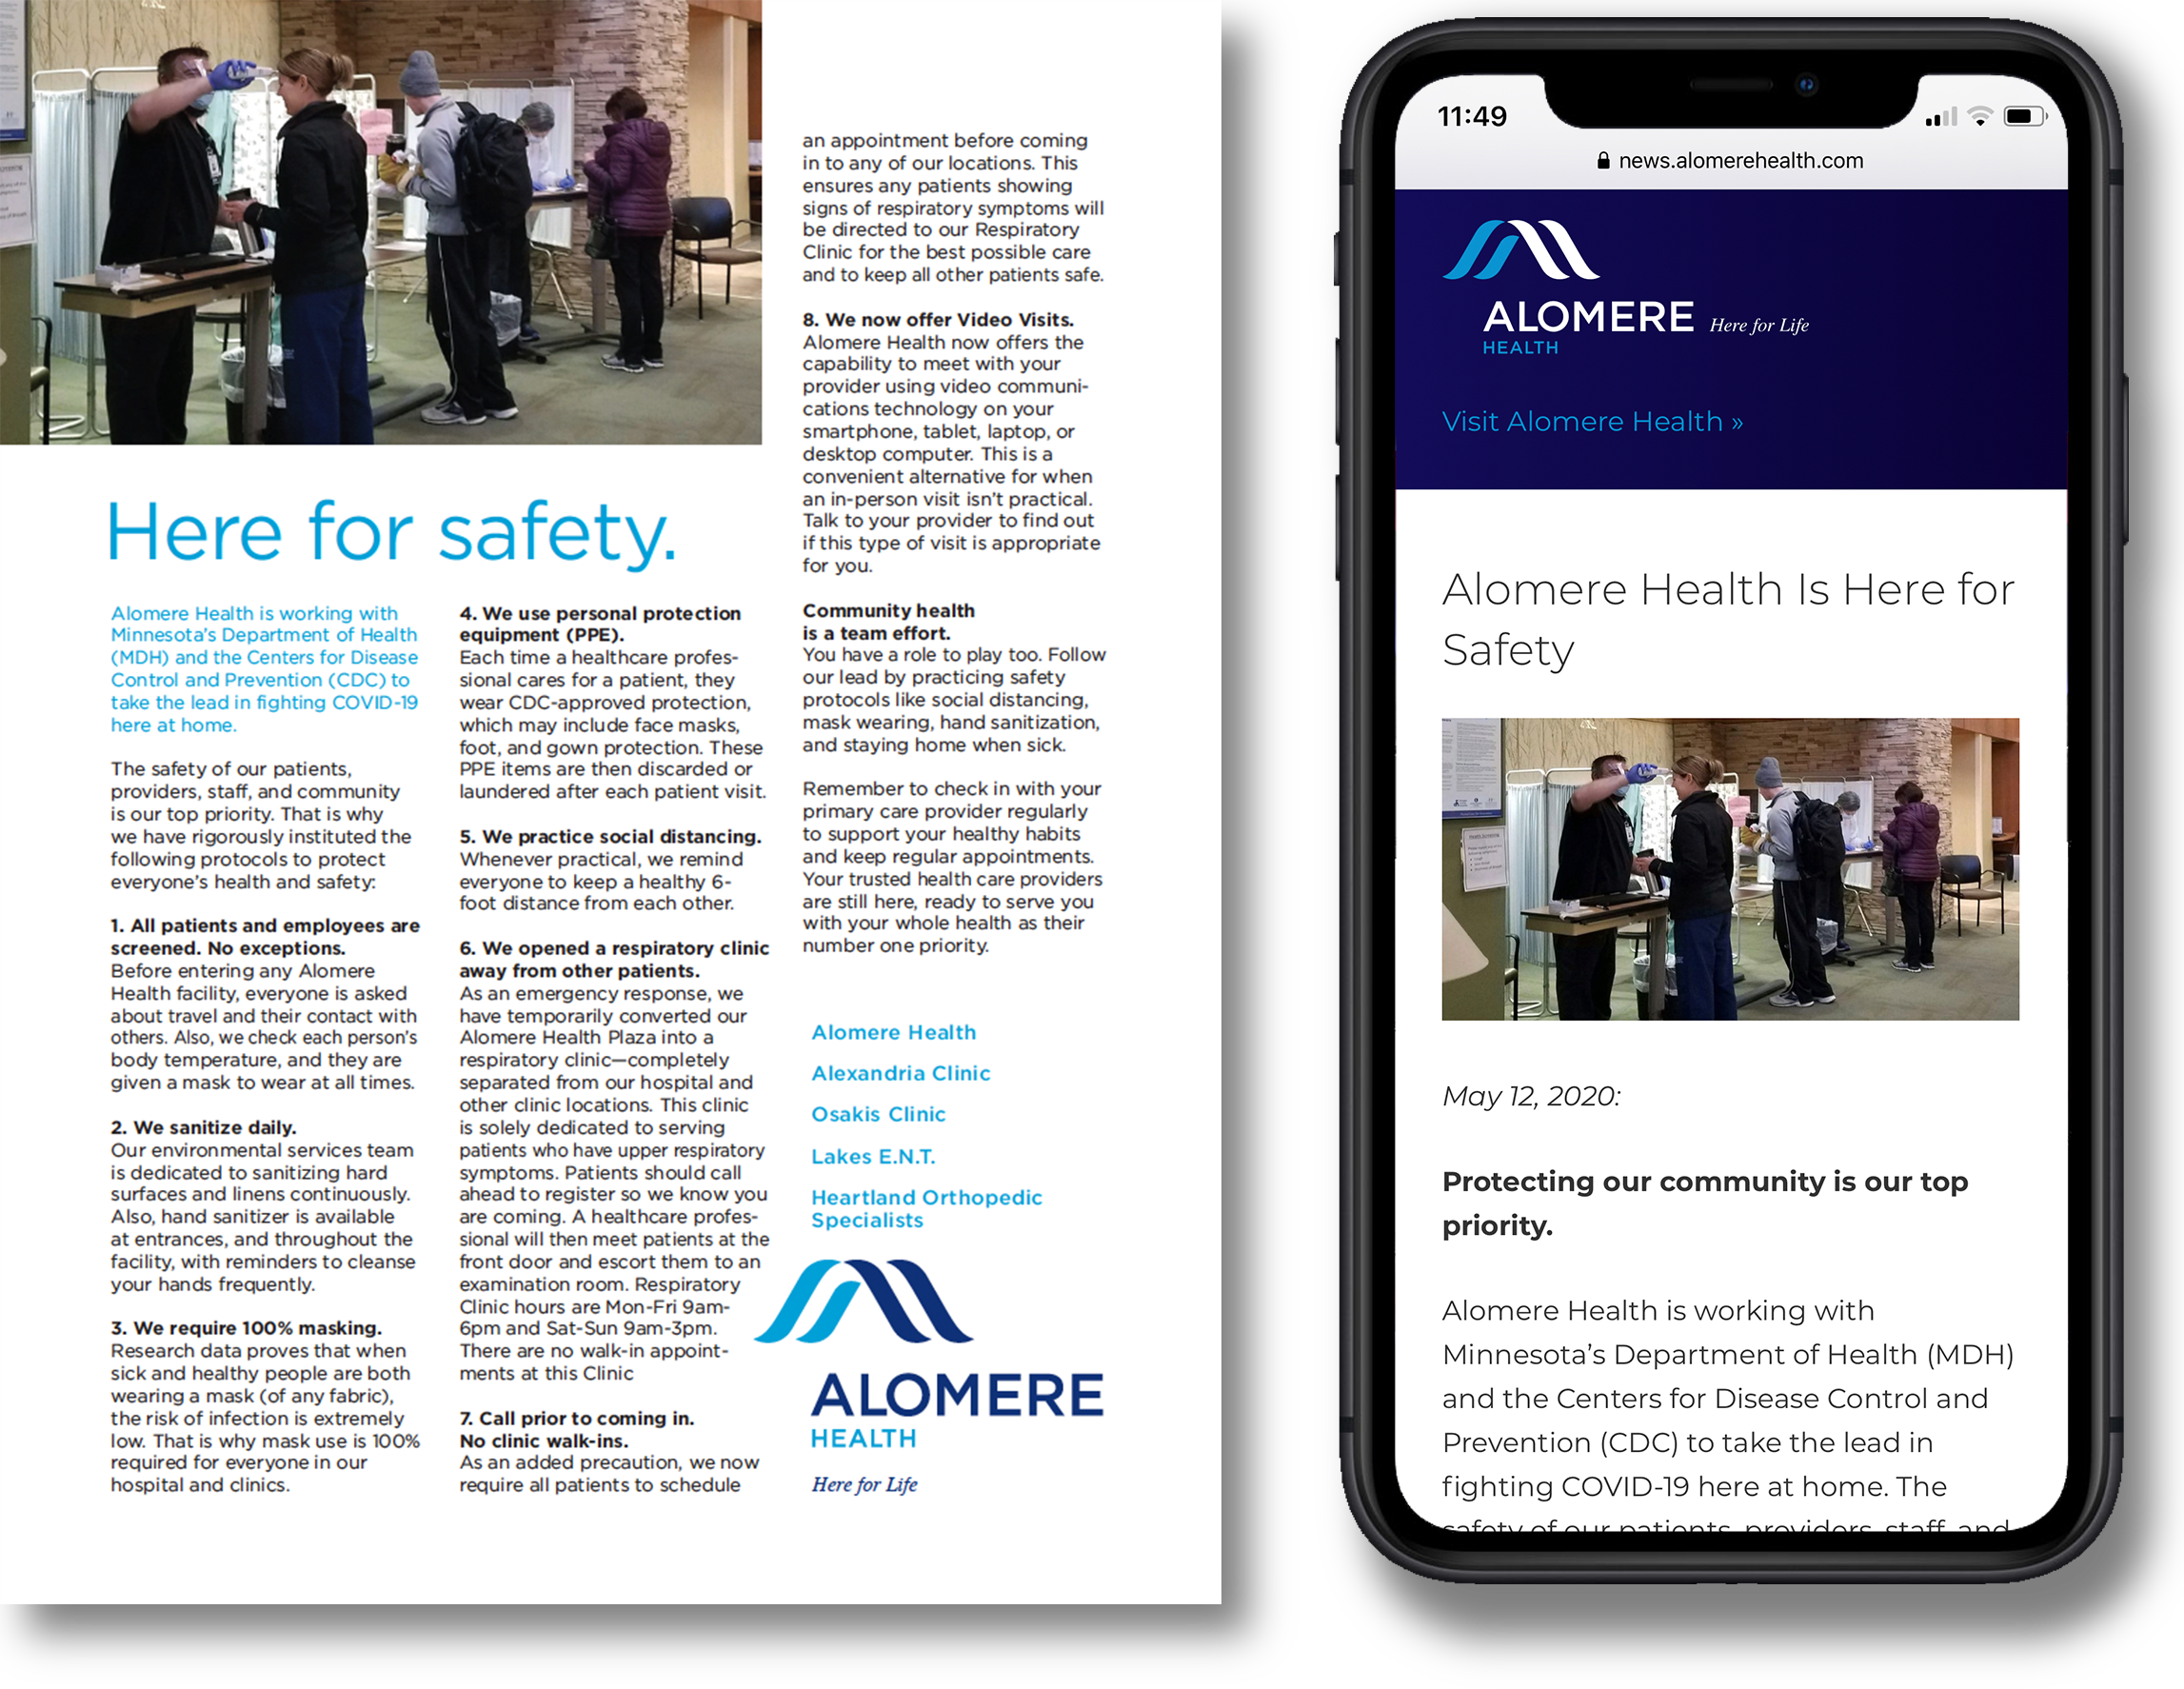 Here for safety.
Alomere Health is working with
Minnesota's Department of Health
(MDH) and the Centers for Disease
Control and Prevention (CDC) to
take the lead in fighting COVID-19
here at home.
The safety of our patients,
providers, staff, and community
is our top priority. That is why
we have rigorously instituted the
following protocols to protect
everyone's health and safety:
1. All patients and employees are
screened. No exceptions.
Before entering any Alomere
Health facility, everyone is asked
about travel and their contact with
others. Also, we check each person's
body temperature, and they are
given a mask to wear at all times.
2. We sanitize daily.
Our environmental services team
is dedicated to sanitizing hard
surfaces and linens continuously.
Also, hand sanitizer is available
at entrances, and throughout the
facility, with reminders to cleanse
your hands frequently.
3. We require 100% masking.
Research data proves that when
sick and healthy people are both
wearing a mask (of any fabric),
the risk of infection is extremely
low. That is why mask use is 100%
required for everyone in our
hospital and clinics.
4. We use personal protection
equipment (PPE).
Each time a healthcare profes-
sional cares for a patient, they
wear CDC-approved protection,
which may include face masks,
foot, and gown protection. These
PPE items are then discarded or
laundered after each patient visit.
5. We practice social distancing.
Whenever practical, we remind
everyone to keep a healthy 6-
foot distance from each other.
6. We opened a respiratory clinic
away from other patients.
As an emergency response, we
have temporarily converted our
Alomere Health Plaza into a
respiratory clinic—completely
separated from our hospital and
other clinic locations. This clinic
is solely dedicated to serving
patients who have upper respiratory
symptoms. Patients should call
ahead to register so we know you
are coming. A healthcare profes-
sional will then meet patients at the
front door and escort them to an
examination room. Respiratory
Clinic hours are Mon-Fri 9am-
6pm and Sat-Sun 9am-3pm.
There are no walk-in appoint-
ments at this Clinic
7. Call prior to coming in.
No clinic walk-ins.
As an added precaution, we now
require all patients to schedule
an appointment before coming
in to any of our locations. This
ensures any patients showing
signs of respiratory symptoms will
be directed to our Respiratory
Clinic for the best possible care
and to keep all other patients safe.
8. We now offer Video Visits.
Alomere Health now offers the
capability to meet with your
provider using video communi-
cations technology on your
smartphone, tablet, laptop, or
desktop computer. This is a
convenient alternative for when
an in-person visit isn't practical.
Talk to your provider to find out
if this type of visit is appropriate
for you.
Community health
is a team effort.
You have a role to play too. Follow
our lead by practicing safety
protocols like social distancing,
mask wearing, hand sanitization,
and staying home when sick.
Remember to check in with your
primary care provider regularly
to support your healthy habits
and keep regular appointments.
Your trusted health care providers
are still here, ready to serve you
with your whole health as their
number one priority.
Alomere Health
Alexandria Clinic
Osakis Clinic
Lakes E.N.T.
Heartland Orthopedic
Specialists
ALOMERE
HEALTH
Here for Life
11:49
news.alomerehealth.com
ALOMERE Here for Life
HEALTH
Visit Alomere Health »
Alomere Health Is Here for
Safety
May 12, 2020:
Protecting our community is our top
priority.
Alomere Health is working with
Minnesota's Department of Health (MDH)
and the Centers for Disease Control and
Prevention (CDC) to take the lead in
fighting COVID-19 here at home. The
safety of our patients, providers, staff, and